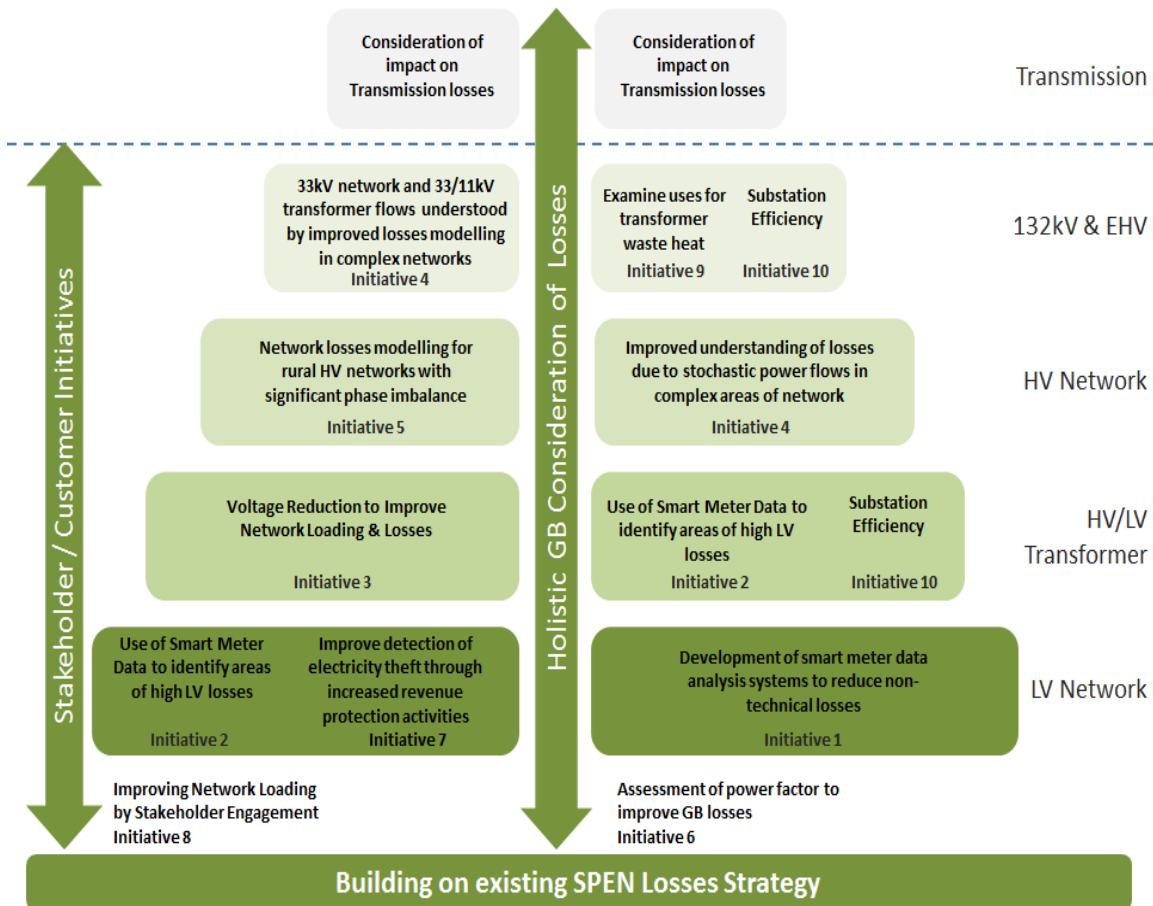 Consideration of
impact on
Transmission losses
Consideration of
impact on
Transmission losses
Transmission
33kV network and 33/11kV
transformer flows understood
by improved losses modelling
in complex networks
Initiative 4
Examine uses for
transformer
waste heat
Initiative 9
Substation
Efficiency
Initiative 10
132kV & EHV
Network losses modelling for
rural HV networks with
significant phase imbalance
Initiative 5
Improved understanding of losses
due to stochastic power flows in
complex areas of network
Initiative 4
HV Network
Voltage Reduction to Improve
Network Loading & Losses
Initiative 3
Use of Smart Meter Data to
identify areas of high LV
losses
Initiative 2
Substation
Efficiency
Initiative 10
HV/LV
Transformer
Use of Smart Meter
Data to identify areas
of high LV losses
Initiative 2
Improve detection of
electricity theft through
increased revenue
protection activities
Initiative 7
Development of smart meter data
analysis systems to reduce non-
technical losses
Initiative 1
LV Network
Stakeholder / Customer Initiatives
Holistic GB Consideration of Losses
Improving Network Loading
by Stakeholder Engagement
Initiative 8
Assessment of power factor to
improve GB losses
Initiative 6
Building on existing SPEN Losses Strategy